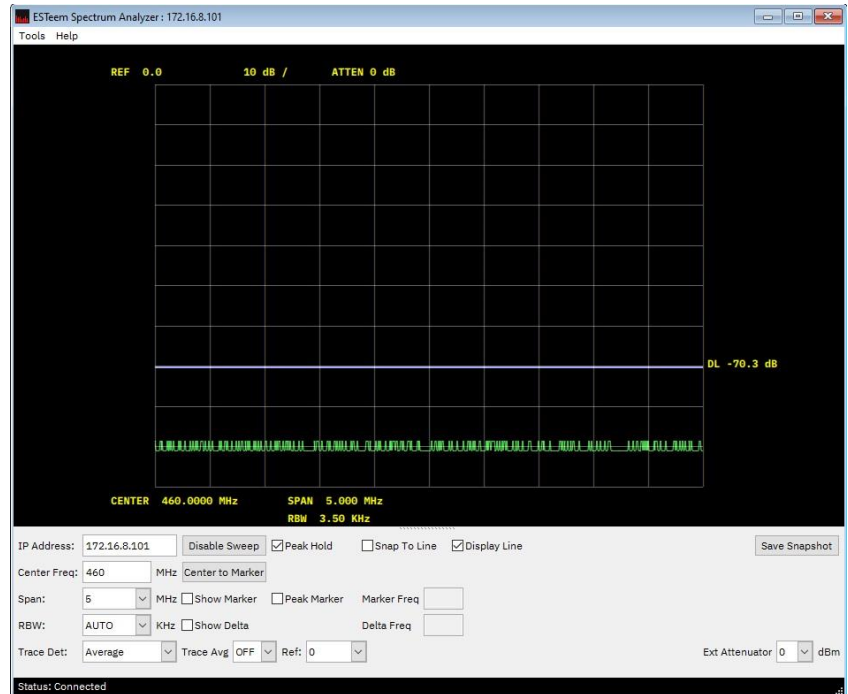 ESTeem Spectrum Analyzer : 172.16.8.101
Tools Help
REF 0.0 10 dB / ATTEN 0 dB
DL -70.3 dB
CENTER 460.0000 MHz SPAN 5.000 MHz
RBW 3.50 KHz
IP Address: 172.16.8.101 Disable Sweep Peak Hold Snap To Line Display Line Save Snapshot
Center Freq: 460 MHz Center to Marker
Span: 5 MHz Show Marker Peak Marker Marker Freq
RBW: AUTO KHz Show Delta Delta Freq
Trace Det: Average Trace Avg OFF Ref: 0 Ext Attenuator 0 dBm
Status: Connected